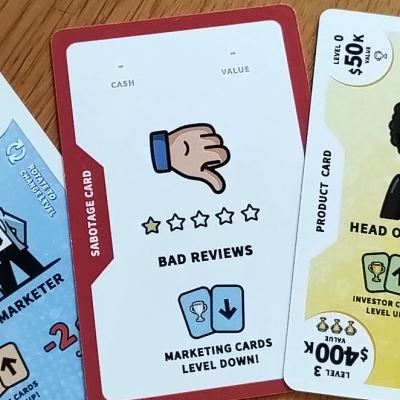 ROTATE TO
CHANGE LEVEL
MARKETER
-2
CARDS
UP!
SABOTAGE CARD
-
CASH
-
VALUE
BAD REVIEWS
MARKETING CARDS
LEVEL DOWN!
LEVEL 0
$50K
VALUE
PRODUCT CARD
HEAD O
INVESTOR C
LEVEL U
LEVEL 3
$400K
VALUE